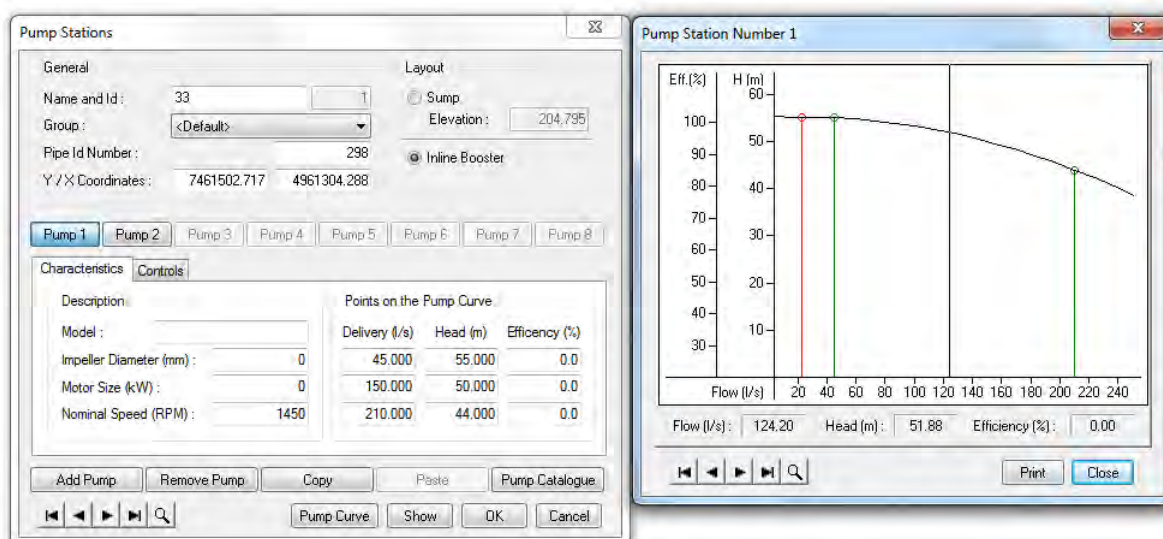 Pump Stations
General
Layout
Name and Id :
33
1
Sump
Elevation :
204.795
Group :
<Default>
Pipe Id Number :
298
Inline Booster
Y / X Coordinates :
7461502.717
4961304.288
Pump 1
Pump 2
Pump 3
Pump 4
Pump 5
Pump 6
Pump 7
Pump 8
Characteristics
Controls
Description
Points on the Pump Curve
Model :
Delivery (l/s)
Head (m)
Efficency (%)
Impeller Diameter (mm) :
0
45.000
55.000
0.0
Motor Size (kW) :
0
150.000
50.000
0.0
Nominal Speed (RPM) :
1450
210.000
44.000
0.0
Add Pump
Remove Pump
Copy
Paste
Pump Catalogue
Pump Curve
Show
OK
Cancel
Pump Station Number 1
Eff.(%)
H (m)
60
100
50
90
80
40
70
60
30
50
20
40
10
30
Flow (l/s)
20
40
60
80
100
120
140
160
180
200
220
240
Flow (l/s) :
124.20
Head (m) :
51.88
Efficiency (%) :
0.00
Print
Close